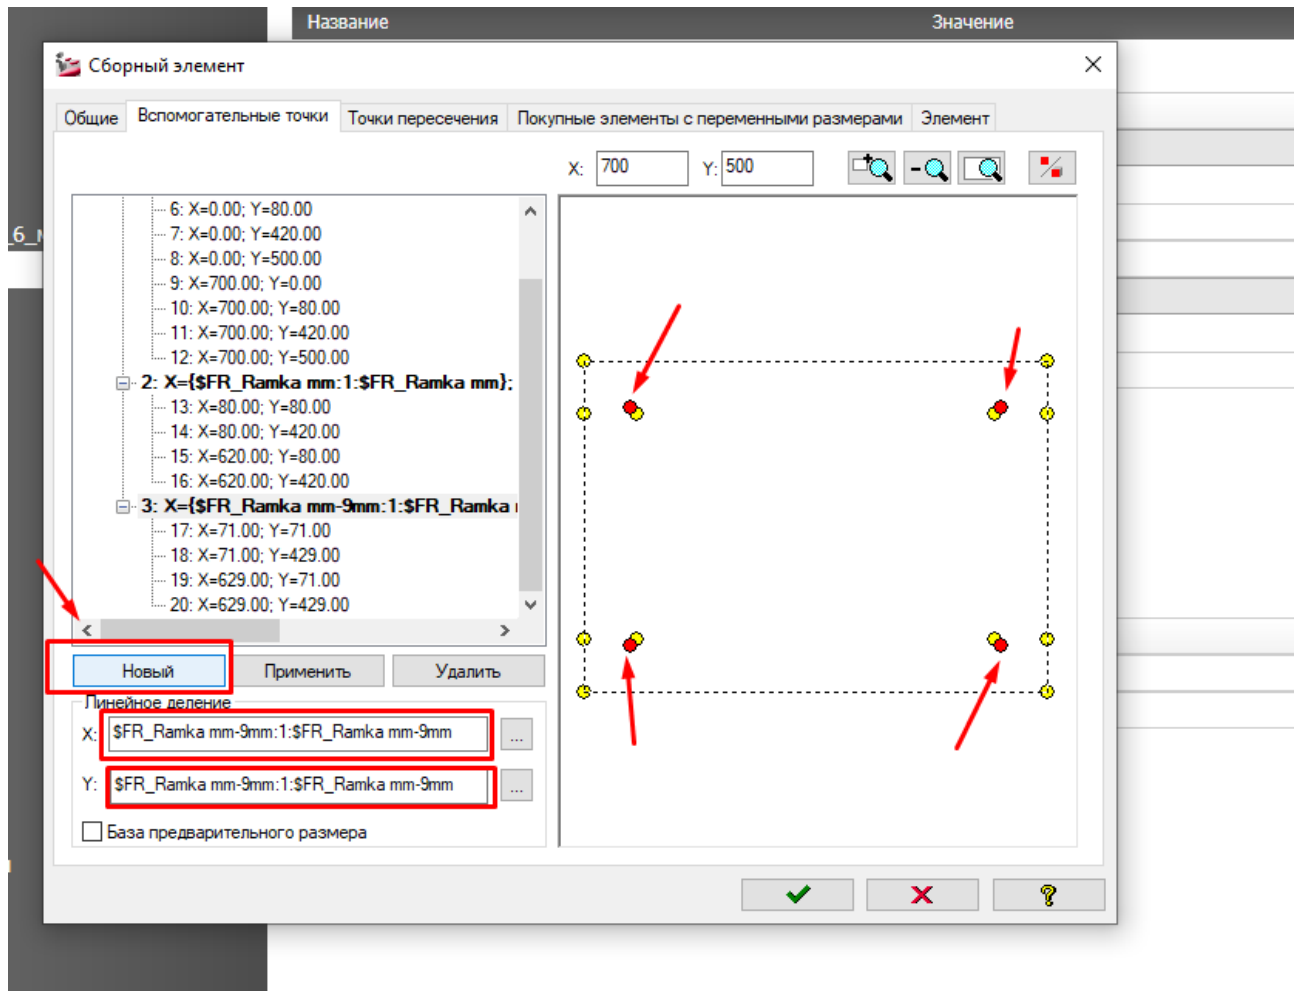 Название Значение
Сборный элемент
Общие Вспомогательные точки Точки пересечения Покупные элементы с переменными размерами Элемент
X: 700 Y: 500
6: X=0.00; Y=80.00
7: X=0.00; Y=420.00
8: X=0.00; Y=500.00
9: X=700.00; Y=0.00
10: X=700.00; Y=80.00
11: X=700.00; Y=420.00
12: X=700.00; Y=500.00
2: X={$FR_Ramka mm:1:$FR_Ramka mm};
13: X=80.00; Y=80.00
14: X=80.00; Y=420.00
15: X=620.00; Y=80.00
16: X=620.00; Y=420.00
3: X={$FR_Ramka mm-9mm:1:$FR_Ramka
17: X=71.00; Y=71.00
18: X=71.00; Y=429.00
19: X=629.00; Y=71.00
20: X=629.00; Y=429.00
Новый Применить Удалить
Линейное деление
X: $FR_Ramka mm-9mm:1:$FR_Ramka mm-9mm ...
Y: $FR_Ramka mm-9mm:1:$FR_Ramka mm-9mm ...
База предварительного размера